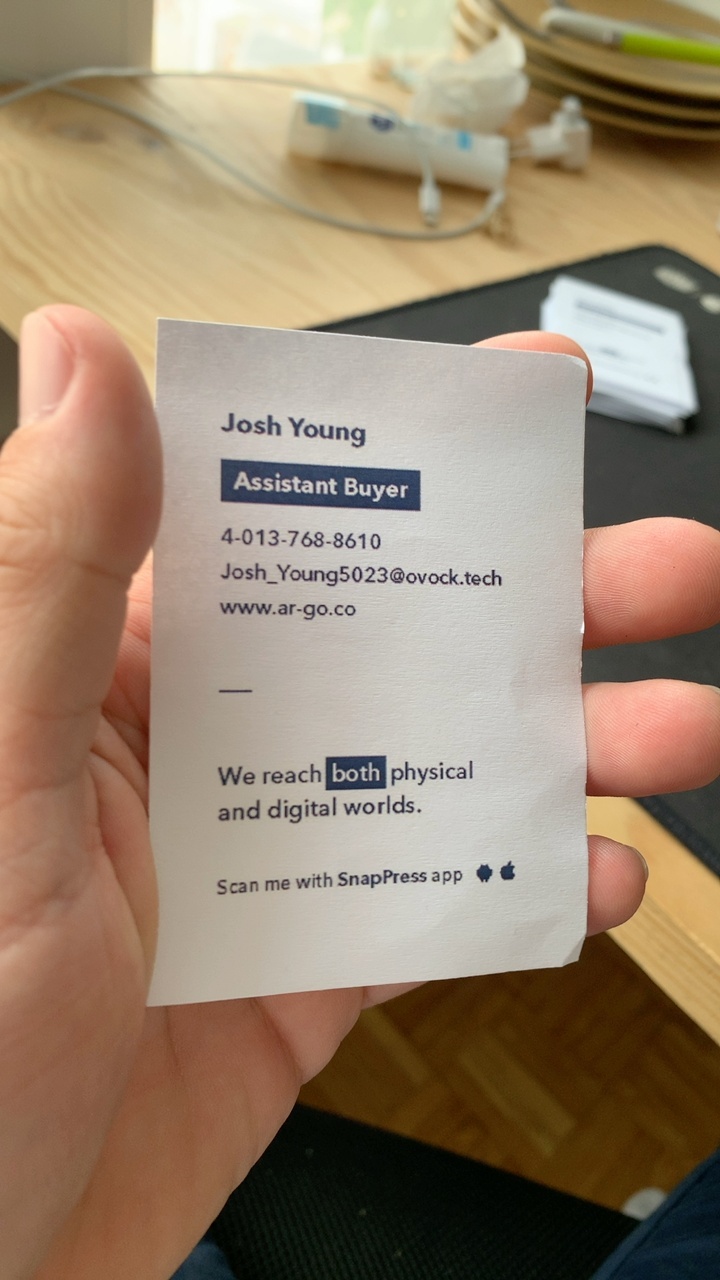 Josh Young
Assistant Buyer
4-013-768-8610
Josh_Young5023@ovock.tech
www.ar-go.co
We reach both physical
and digital worlds.
Scan me with SnapPress app